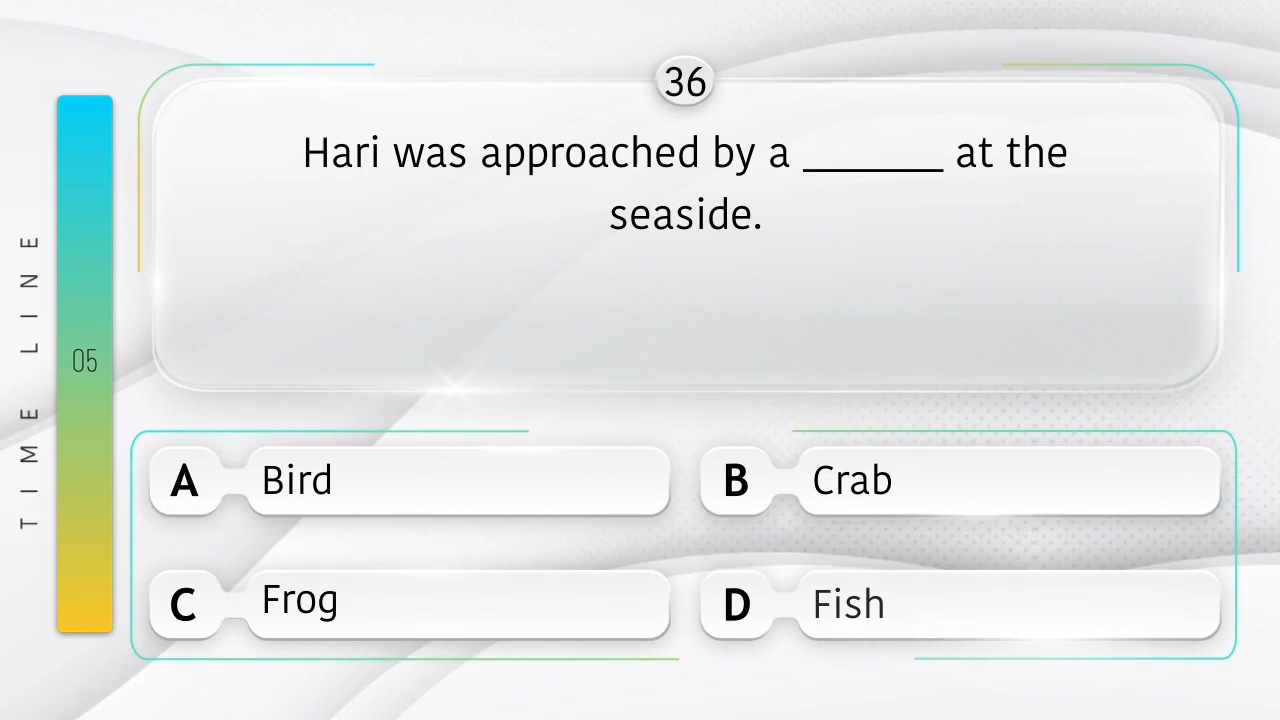 36
Hari was approached by a _______ at the
seaside.
TIME LINE
05
A Bird
B Crab
C Frog
D Fish